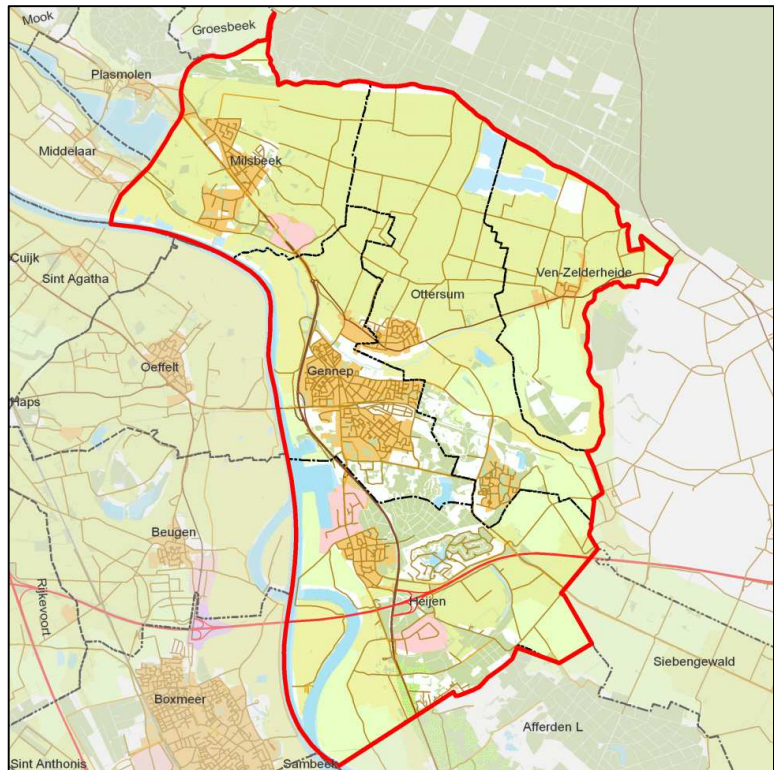 Mook
Groesbeek
Plasmolen
Middelaar
Milsbeek
Cuijk
Sint Agatha
Ven-Zelderheide
Ottersum
Oeffelt
Gennep
Haps
Beugen
Rijkevoort
Heijen
Siebengewald
Boxmeer
Afferden L
Sint Anthonis
Sambeek